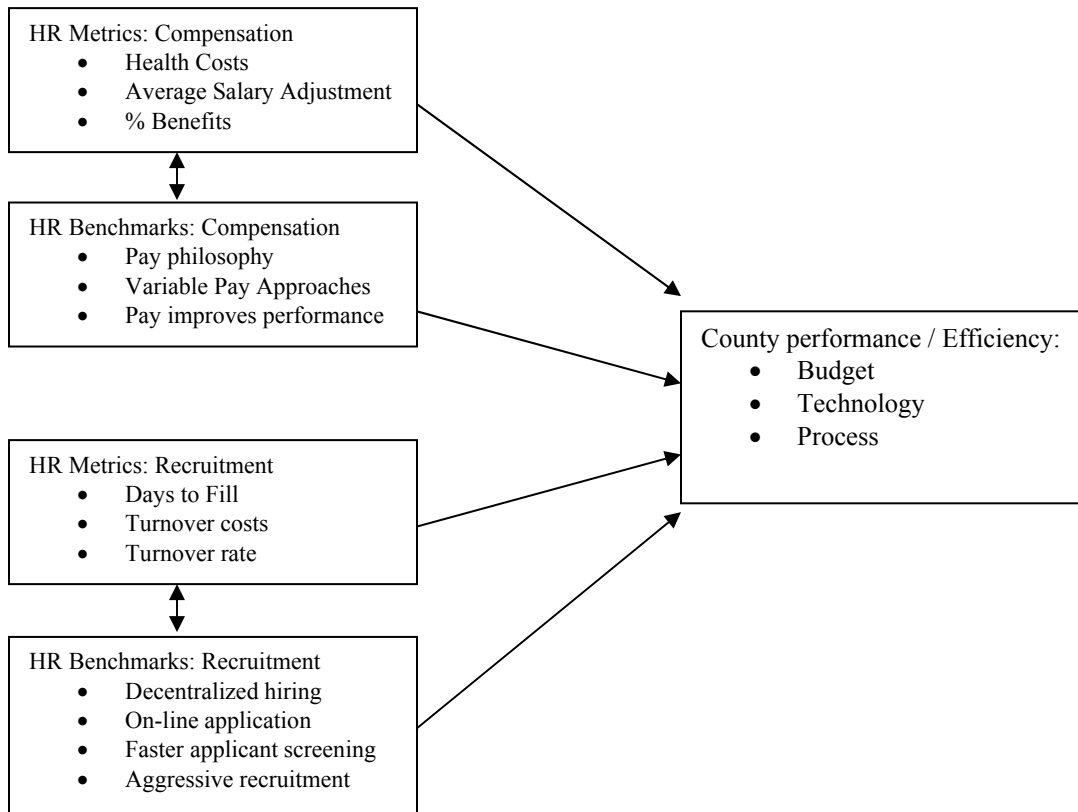 HR Metrics: Compensation
• Health Costs
• Average Salary Adjustment
• % Benefits
HR Benchmarks: Compensation
• Pay philosophy
• Variable Pay Approaches
• Pay improves performance
County performance / Efficiency:
• Budget
• Technology
• Process
HR Metrics: Recruitment
• Days to Fill
• Turnover costs
• Turnover rate
HR Benchmarks: Recruitment
• Decentralized hiring
• On-line application
• Faster applicant screening
• Aggressive recruitment